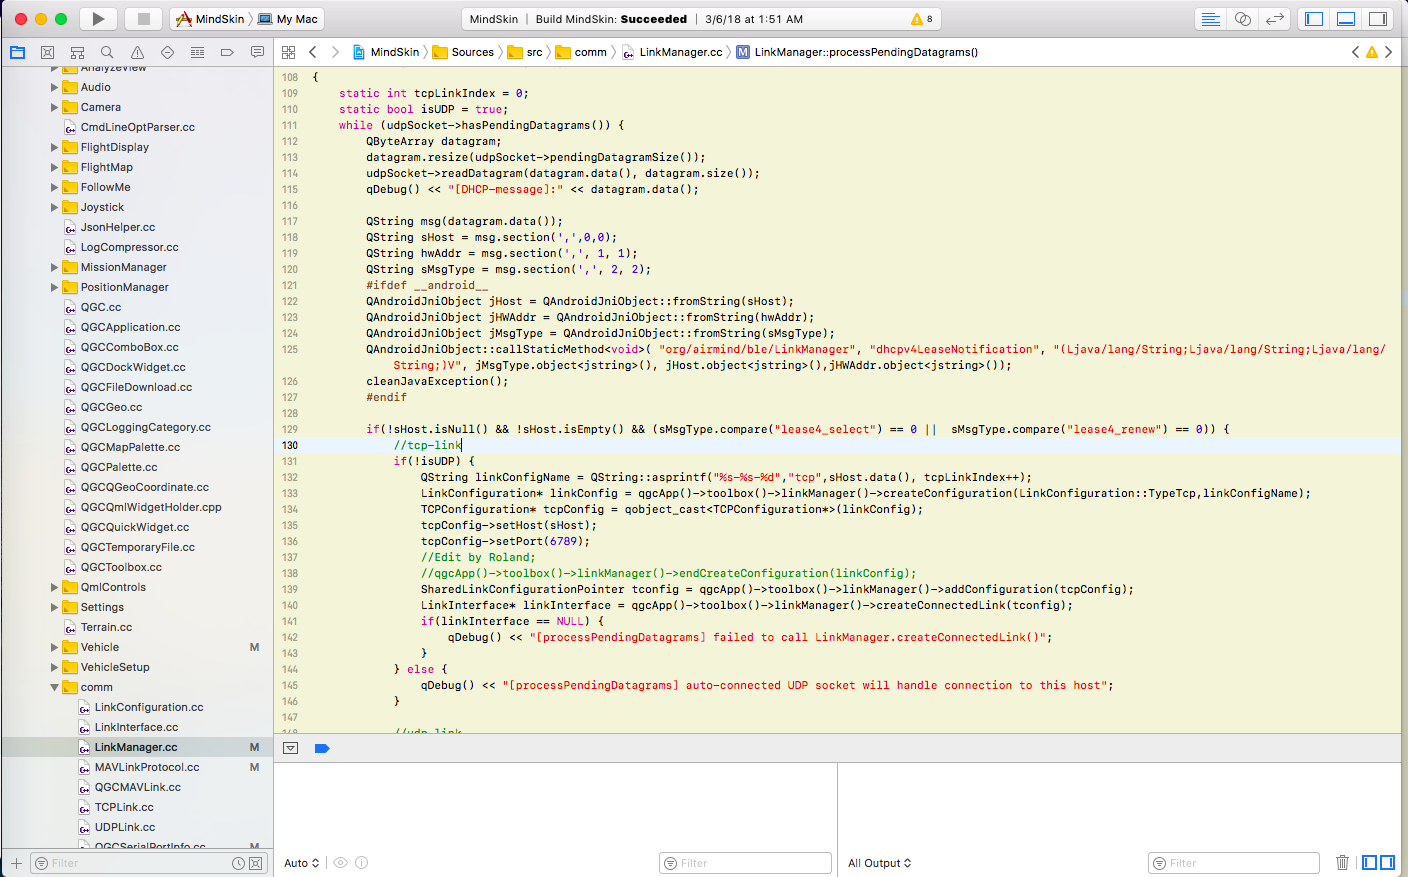 MindSkin My Mac
MindSkin | Build MindSkin: Succeeded | 3/6/18 at 1:51 AM 8
MindSkin Sources src comm LinkManager.cc M LinkManager::processPendingDatagrams()
AnalyzeView
Audio
Camera
CmdLineOptParser.cc
FlightDisplay
FlightMap
FollowMe
Joystick
JsonHelper.cc
LogCompressor.cc
MissionManager
PositionManager
QGC.cc
QGCApplication.cc
QGCComboBox.cc
QGCDockWidget.cc
QGCFileDownload.cc
QGCGeo.cc
QGCLoggingCategory.cc
QGCMapPalette.cc
QGCPalette.cc
QGCQGeoCoordinate.cc
QGCQmlWidgetHolder.cpp
QGCQuickWidget.cc
QGCTemporaryFile.cc
QGCToolbox.cc
QmlControls
Settings
Terrain.cc
Vehicle M
VehicleSetup
comm
LinkConfiguration.cc
LinkInterface.cc
LinkManager.cc M
MAVLinkProtocol.cc M
QGCMAVLink.cc
TCPLink.cc
UDPLink.cc
QGCSerialPortInfo.cc M
Filter
108 {
109 static int tcpLinkIndex = 0;
110 static bool isUDP = true;
111 while (udpSocket->hasPendingDatagrams()) {
112 QByteArray datagram;
113 datagram.resize(udpSocket->pendingDatagramSize());
114 udpSocket->readDatagram(datagram.data(), datagram.size());
115 qDebug() << "[DHCP-message]:" << datagram.data();
116
117 QString msg(datagram.data());
118 QString sHost = msg.section(',',0,0);
119 QString hwAddr = msg.section(',', 1, 1);
120 QString sMsgType = msg.section(',', 2, 2);
121 #ifdef __android__
122 QAndroidJniObject jHost = QAndroidJniObject::fromString(sHost);
123 QAndroidJniObject jHWAddr = QAndroidJniObject::fromString(hwAddr);
124 QAndroidJniObject jMsgType = QAndroidJniObject::fromString(sMsgType);
125 QAndroidJniObject::callStaticMethod<void>( "org/airmind/ble/LinkManager", "dhcpv4LeaseNotification", "(Ljava/lang/String;Ljava/lang/String;Ljava/lang/
String;)V", jMsgType.object<jstring>(), jHost.object<jstring>(),jHWAddr.object<jstring>());
126 cleanJavaException();
127 #endif
128
129 if(!sHost.isNull() && !sHost.isEmpty() && (sMsgType.compare("lease4_select") == 0 || sMsgType.compare("lease4_renew") == 0)) {
130 //tcp-link
131 if(!isUDP) {
132 QString linkConfigName = QString::asprintf("%s-%s-%d","tcp",sHost.data(), tcpLinkIndex++);
133 LinkConfiguration* linkConfig = qgcApp()->toolbox()->linkManager()->createConfiguration(LinkConfiguration::TypeTcp,linkConfigName);
134 TCPConfiguration* tcpConfig = qobject_cast<TCPConfiguration*>(linkConfig);
135 tcpConfig->setHost(sHost);
136 tcpConfig->setPort(6789);
137 //Edit by Roland;
138 //qgcApp()->toolbox()->linkManager()->endCreateConfiguration(linkConfig);
139 SharedLinkConfigurationPointer tconfig = qgcApp()->toolbox()->linkManager()->addConfiguration(tcpConfig);
140 LinkInterface* linkInterface = qgcApp()->toolbox()->linkManager()->createConnectedLink(tconfig);
141 if(linkInterface == NULL) {
142 qDebug() << "[processPendingDatagrams] failed to call LinkManager.createConnectedLink()";
143 }
144 } else {
145 qDebug() << "[processPendingDatagrams] auto-connected UDP socket will handle connection to this host";
146 }
147
148 //udp-link
Auto Filter All Output Filter